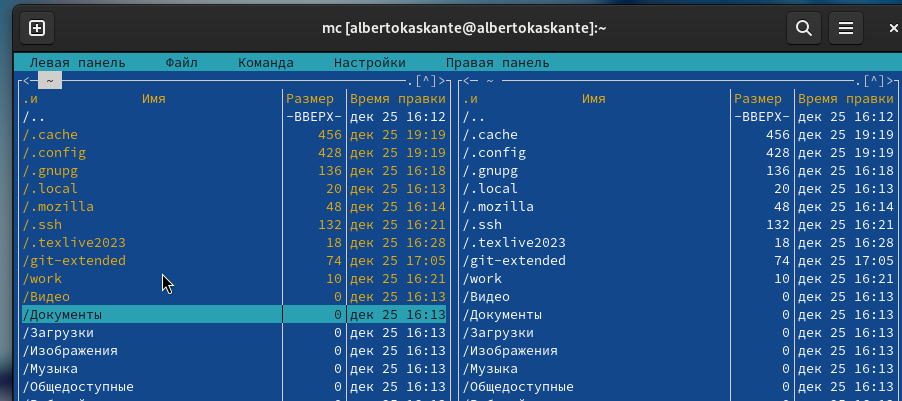 mc [albertokaskante@albertokaskante]:~
Левая панель Файл Команда Настройки Правая панель
<— ~ .[^]> <— ~ .[^]>
.и Имя Размер Время правки .и Имя Размер Время правки
/.. -ВВЕРХ- дек 25 16:12 /.. -ВВЕРХ- дек 25 16:12
/.cache 456 дек 25 19:19 /.cache 456 дек 25 19:19
/.config 428 дек 25 19:19 /.config 428 дек 25 19:19
/.gnupg 136 дек 25 16:18 /.gnupg 136 дек 25 16:18
/.local 20 дек 25 16:13 /.local 20 дек 25 16:13
/.mozilla 48 дек 25 16:14 /.mozilla 48 дек 25 16:14
/.ssh 132 дек 25 16:21 /.ssh 132 дек 25 16:21
/.texlive2023 18 дек 25 16:28 /.texlive2023 18 дек 25 16:28
/git-extended 74 дек 25 17:05 /git-extended 74 дек 25 17:05
/work 10 дек 25 16:21 /work 10 дек 25 16:21
/Видео 0 дек 25 16:13 /Видео 0 дек 25 16:13
/Документы 0 дек 25 16:13 /Документы 0 дек 25 16:13
/Загрузки 0 дек 25 16:13 /Загрузки 0 дек 25 16:13
/Изображения 0 дек 25 16:13 /Изображения 0 дек 25 16:13
/Музыка 0 дек 25 16:13 /Музыка 0 дек 25 16:13
/Общедоступные 0 дек 25 16:13 /Общедоступные 0 дек 25 16:13